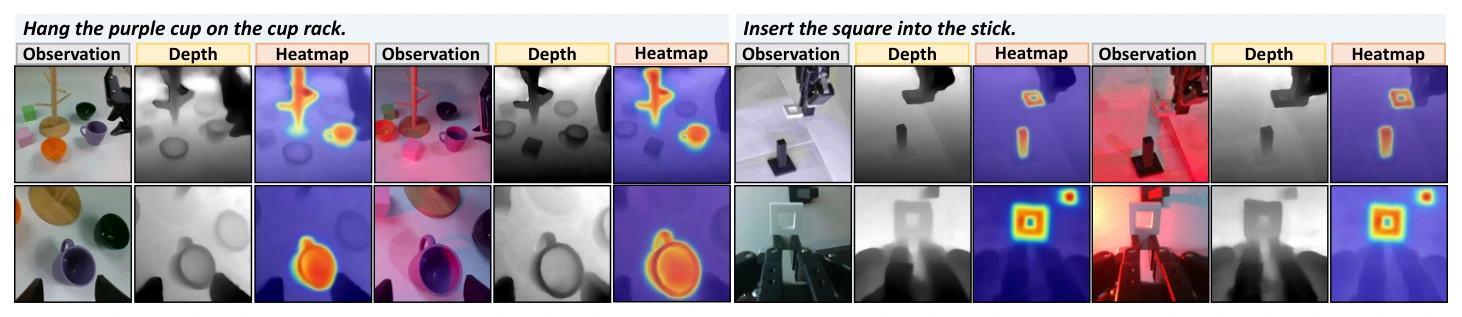 Hang the purple cup on the cup rack. Insert the square into the stick.
Observation Depth Heatmap Observation Depth Heatmap Observation Depth Heatmap Observation Depth Heatmap